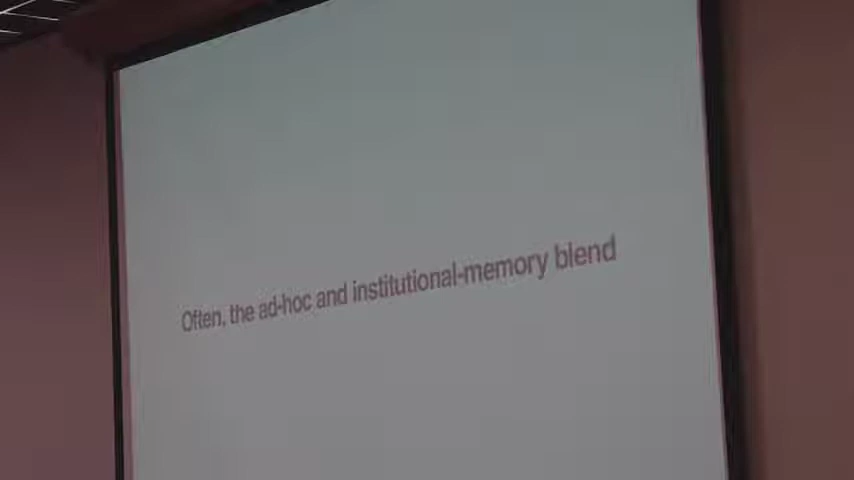 Often, the ad-hoc and institutional-memory blend